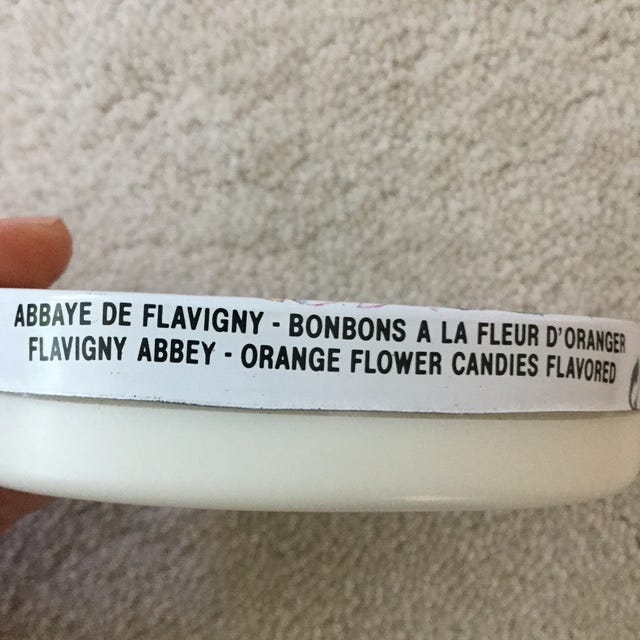 ABBAYE DE FLAVIGNY - BONBONS A LA FLEUR D'ORANGER
FLAVIGNY ABBEY - ORANGE FLOWER CANDIES FLAVORED